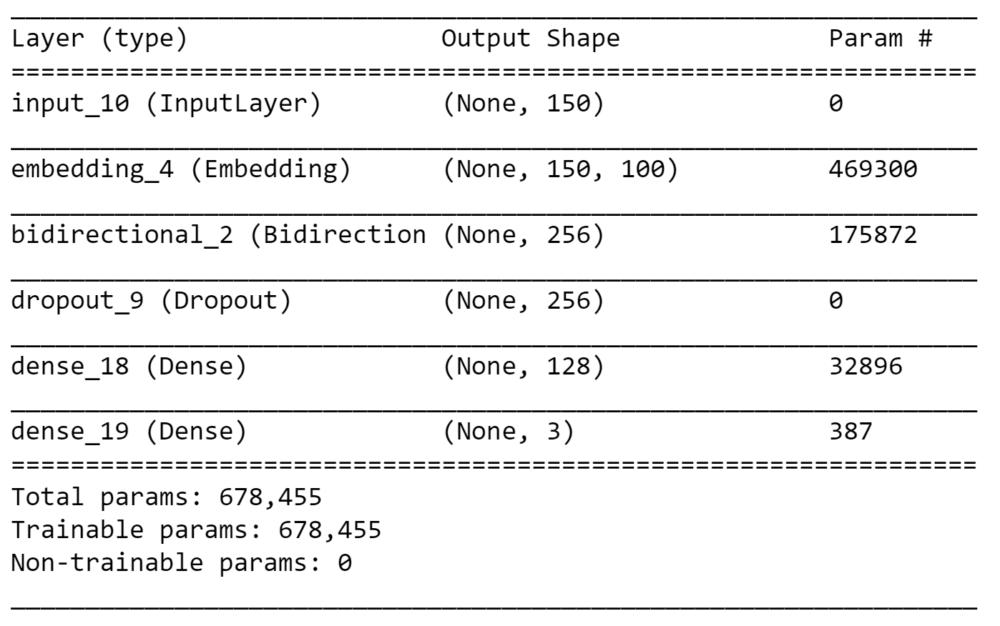 _________________________________________________________________
Layer (type)                 Output Shape              Param #
=================================================================
input_10 (InputLayer)        (None, 150)               0
_________________________________________________________________
embedding_4 (Embedding)      (None, 150, 100)          469300
_________________________________________________________________
bidirectional_2 (Bidirection (None, 256)               175872
_________________________________________________________________
dropout_9 (Dropout)          (None, 256)               0
_________________________________________________________________
dense_18 (Dense)             (None, 128)               32896
_________________________________________________________________
dense_19 (Dense)             (None, 3)                 387
=================================================================
Total params: 678,455
Trainable params: 678,455
Non-trainable params: 0
_________________________________________________________________